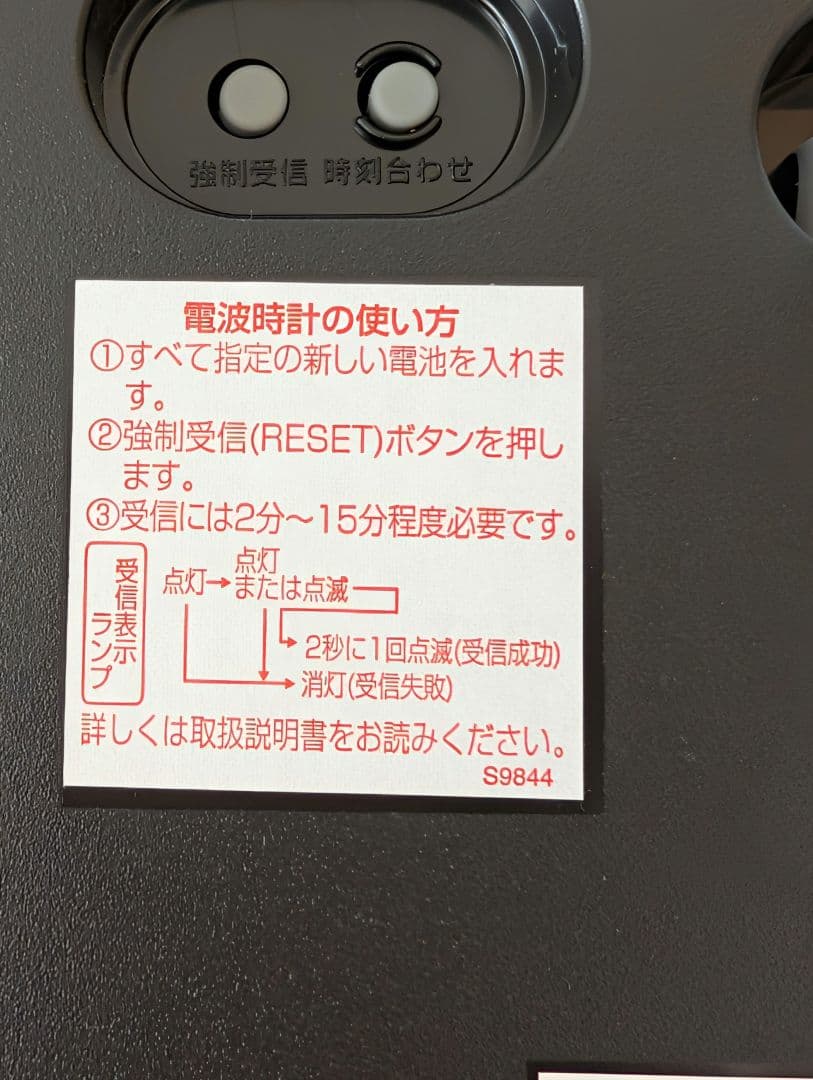 強制受信 時刻合わせ
電波時計の使い方
①すべて指定の新しい電池を入れま
す。
②強制受信(RESET)ボタンを押し
ます。
③受信には2分～15分程度必要です。
受信表示
ランプ
点灯→点灯
または点滅
2秒に1回点滅(受信成功)
消灯(受信失敗)
詳しくは取扱説明書をお読みください。
S9844